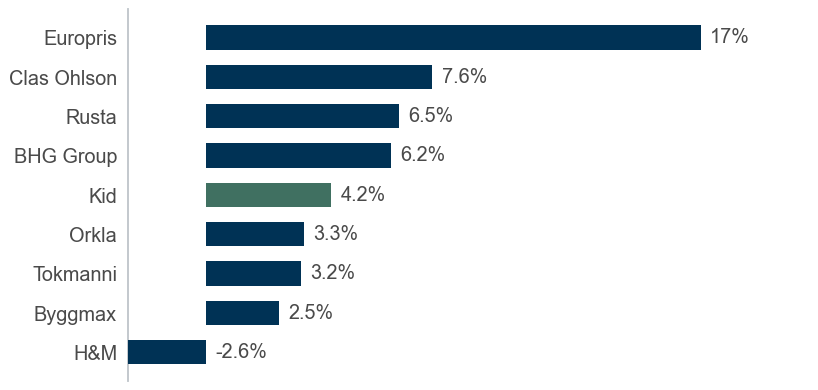 Europris 17%
Clas Ohlson 7.6%
Rusta 6.5%
BHG Group 6.2%
Kid 4.2%
Orkla 3.3%
Tokmanni 3.2%
Byggmax 2.5%
H&M -2.6%